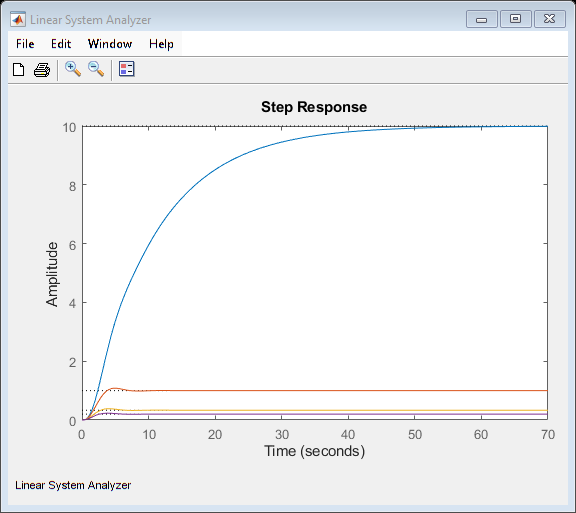 Linear System Analyzer
File Edit Window Help
Step Response
Amplitude
10
8
6
4
2
0
0 10 20 30 40 50 60 70
Time (seconds)
Linear System Analyzer